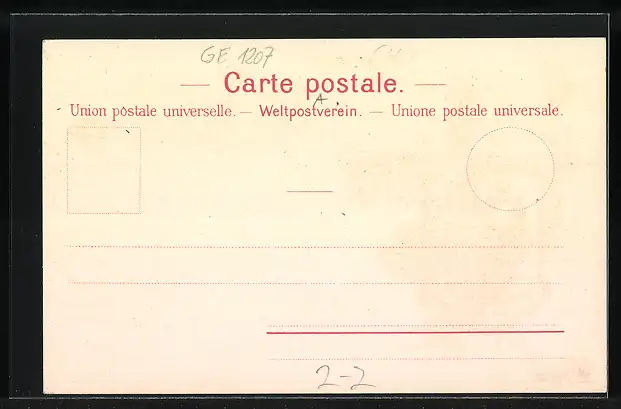 GE 1207
— Carte postale. —
A.
Union postale universelle. — Weltpostverein. — Unione postale universale.
2-2